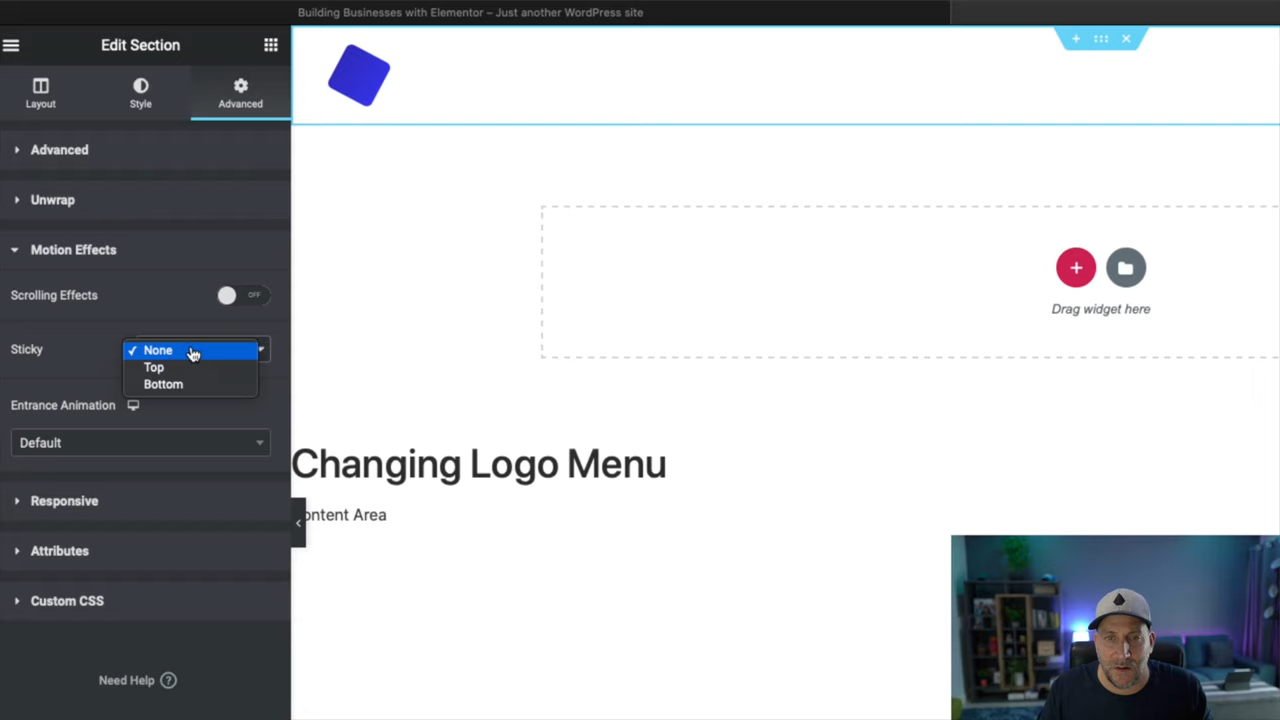 Building Businesses with Elementor – Just another WordPress site
Edit Section
Layout
Style
Advanced
Advanced
Unwrap
Motion Effects
Scrolling Effects
OFF
Sticky
✓ None
Top
Bottom
Entrance Animation
Default
Responsive
Attributes
Custom CSS
Need Help ?
Drag widget here
Changing Logo Menu
ontent Area